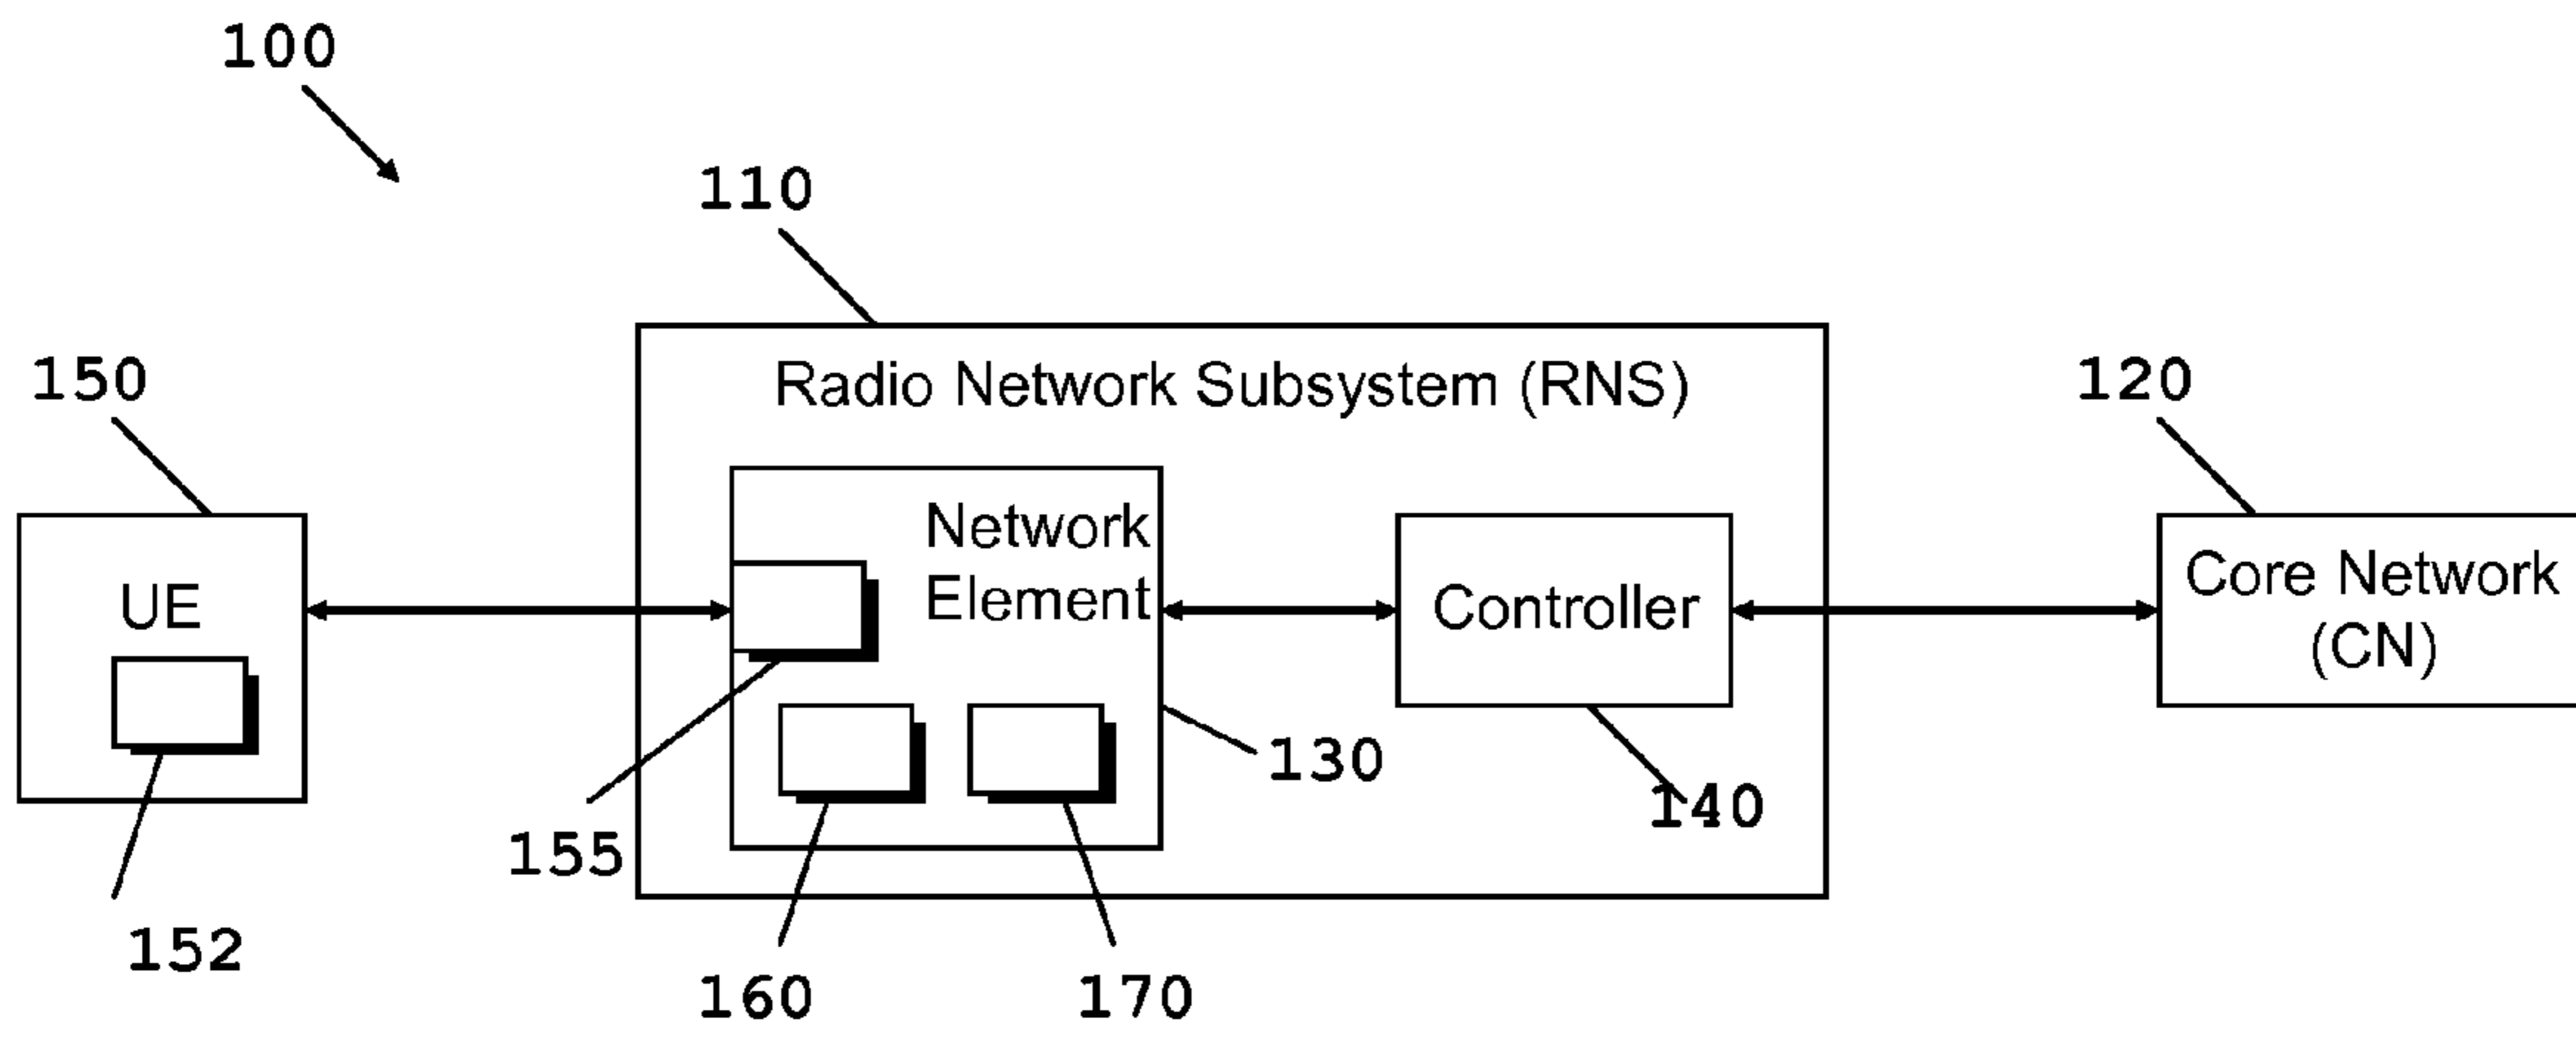 100
110
150
120
Radio Network Subsystem (RNS)
Network
Element
UE
Controller
Core Network
(CN)
130
140
155
152
160
170